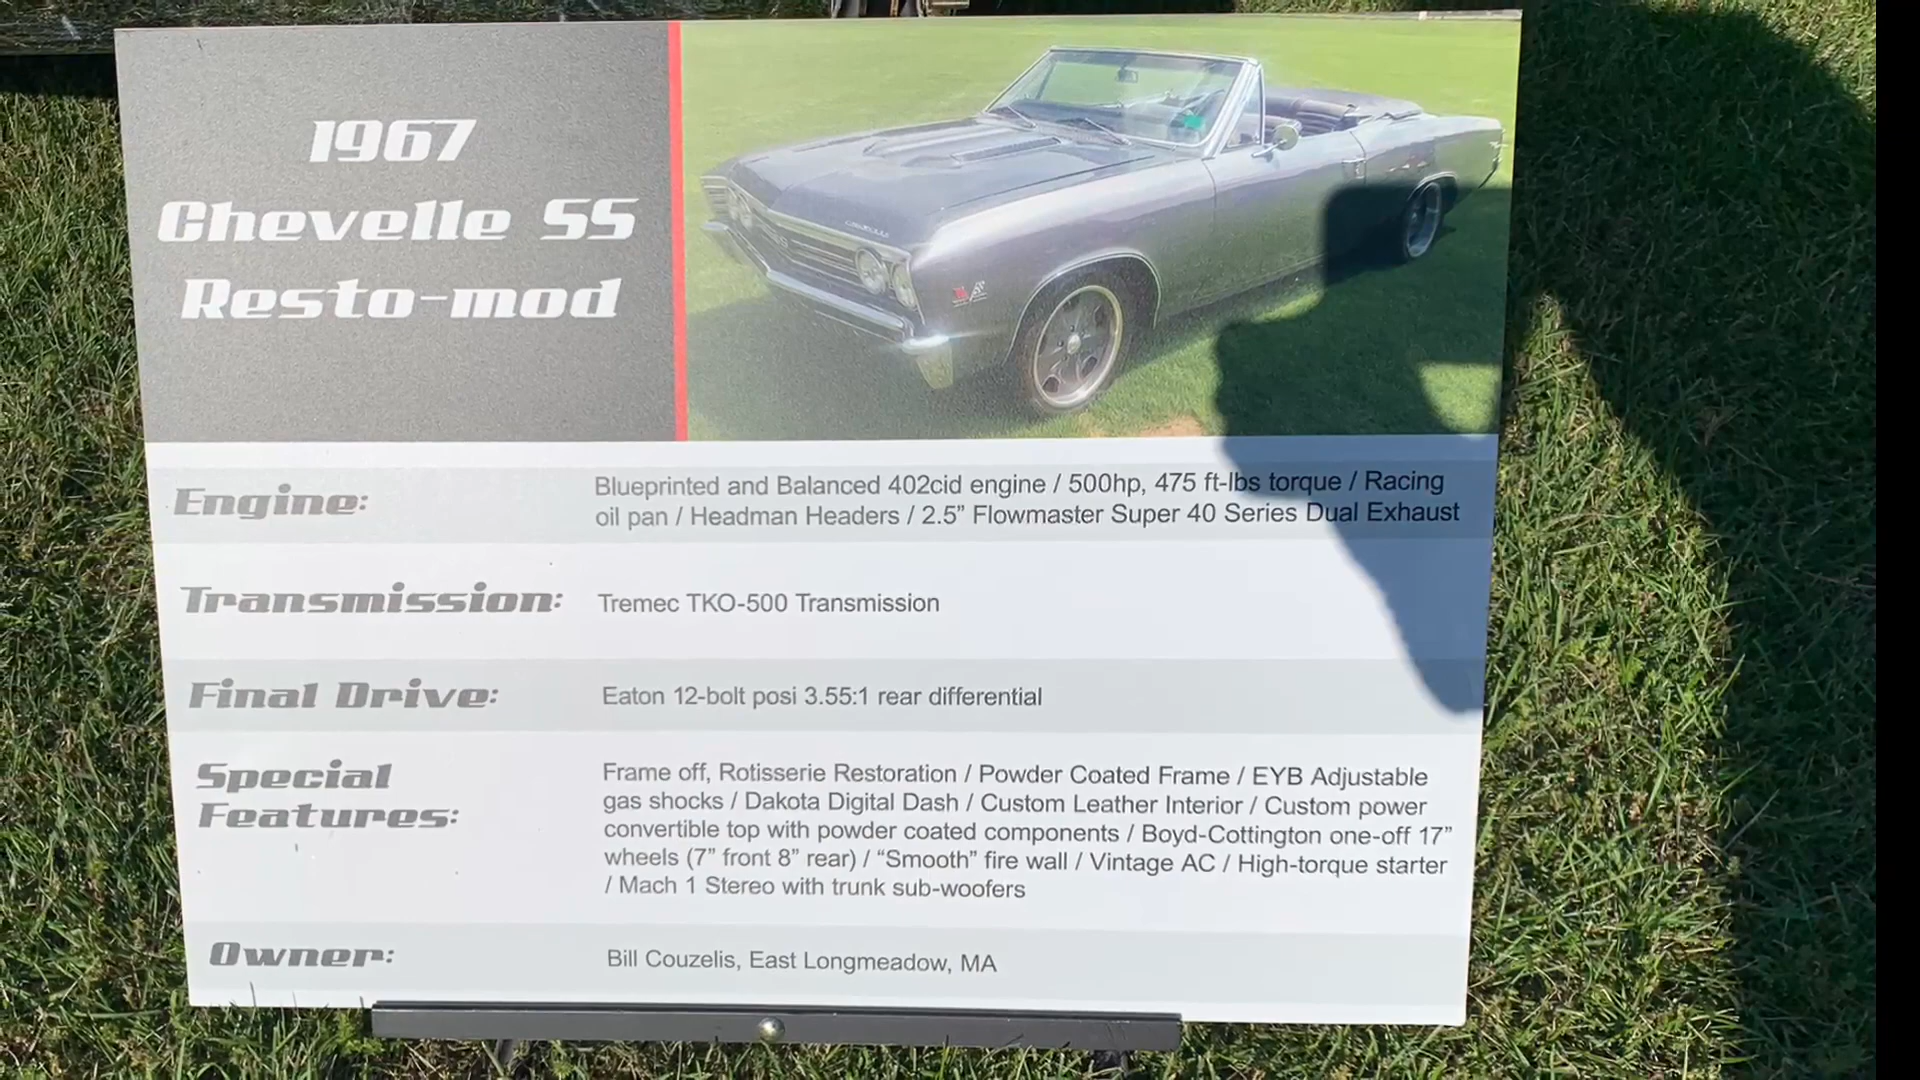 1967
Chevelle SS
Resto-mod
Engine:
Blueprinted and Balanced 402cid engine / 500hp, 475 ft-lbs torque / Racing
oil pan / Headman Headers / 2.5" Flowmaster Super 40 Series Dual Exhaust
Transmission:
Tremec TKO-500 Transmission
Final Drive:
Eaton 12-bolt posi 3.55:1 rear differential
Special
Features:
Frame off, Rotisserie Restoration / Powder Coated Frame / EYB Adjustable
gas shocks / Dakota Digital Dash / Custom Leather Interior / Custom power
convertible top with powder coated components / Boyd-Cottington one-off 17"
wheels (7" front 8" rear) / “Smooth” fire wall / Vintage AC / High-torque starter
/ Mach 1 Stereo with trunk sub-woofers
Owner:
Bill Couzelis, East Longmeadow, MA